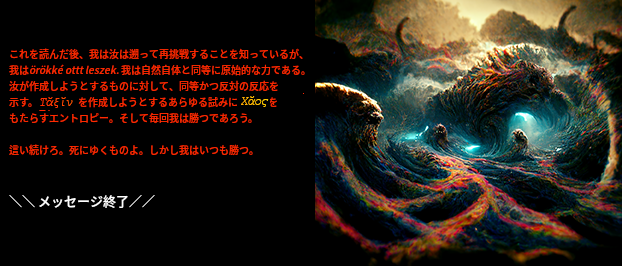 これを読んだ後、我は汝は遡って再挑戦することを知っているが、
我はörökké ottt leszek. 我は自然自体と同等に原始的な力である。
汝が作成しようとするものに対して、同等かつ反対の反応を
示す。 を作成しようとするあらゆる試みに Χᾰ́ος を
もたらすエントロピー。そして毎回我は勝つであろう。
這い続けろ。死にゆくものよ。しかし我はいつも勝つ。
＼＼ メッセージ終了／／